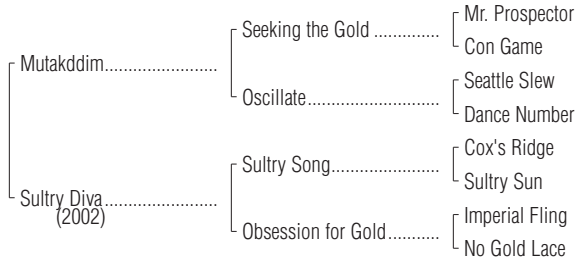 Mr. Prospector
Seeking the Gold .............
Con Game
Mutakddim.......................
Seattle Slew
Oscillate..........................
Dance Number
Cox's Ridge
Sultry Song......................
Sultry Sun
Sultry Diva.......................
(2002)
Imperial Fling
Obsession for Gold...........
No Gold Lace